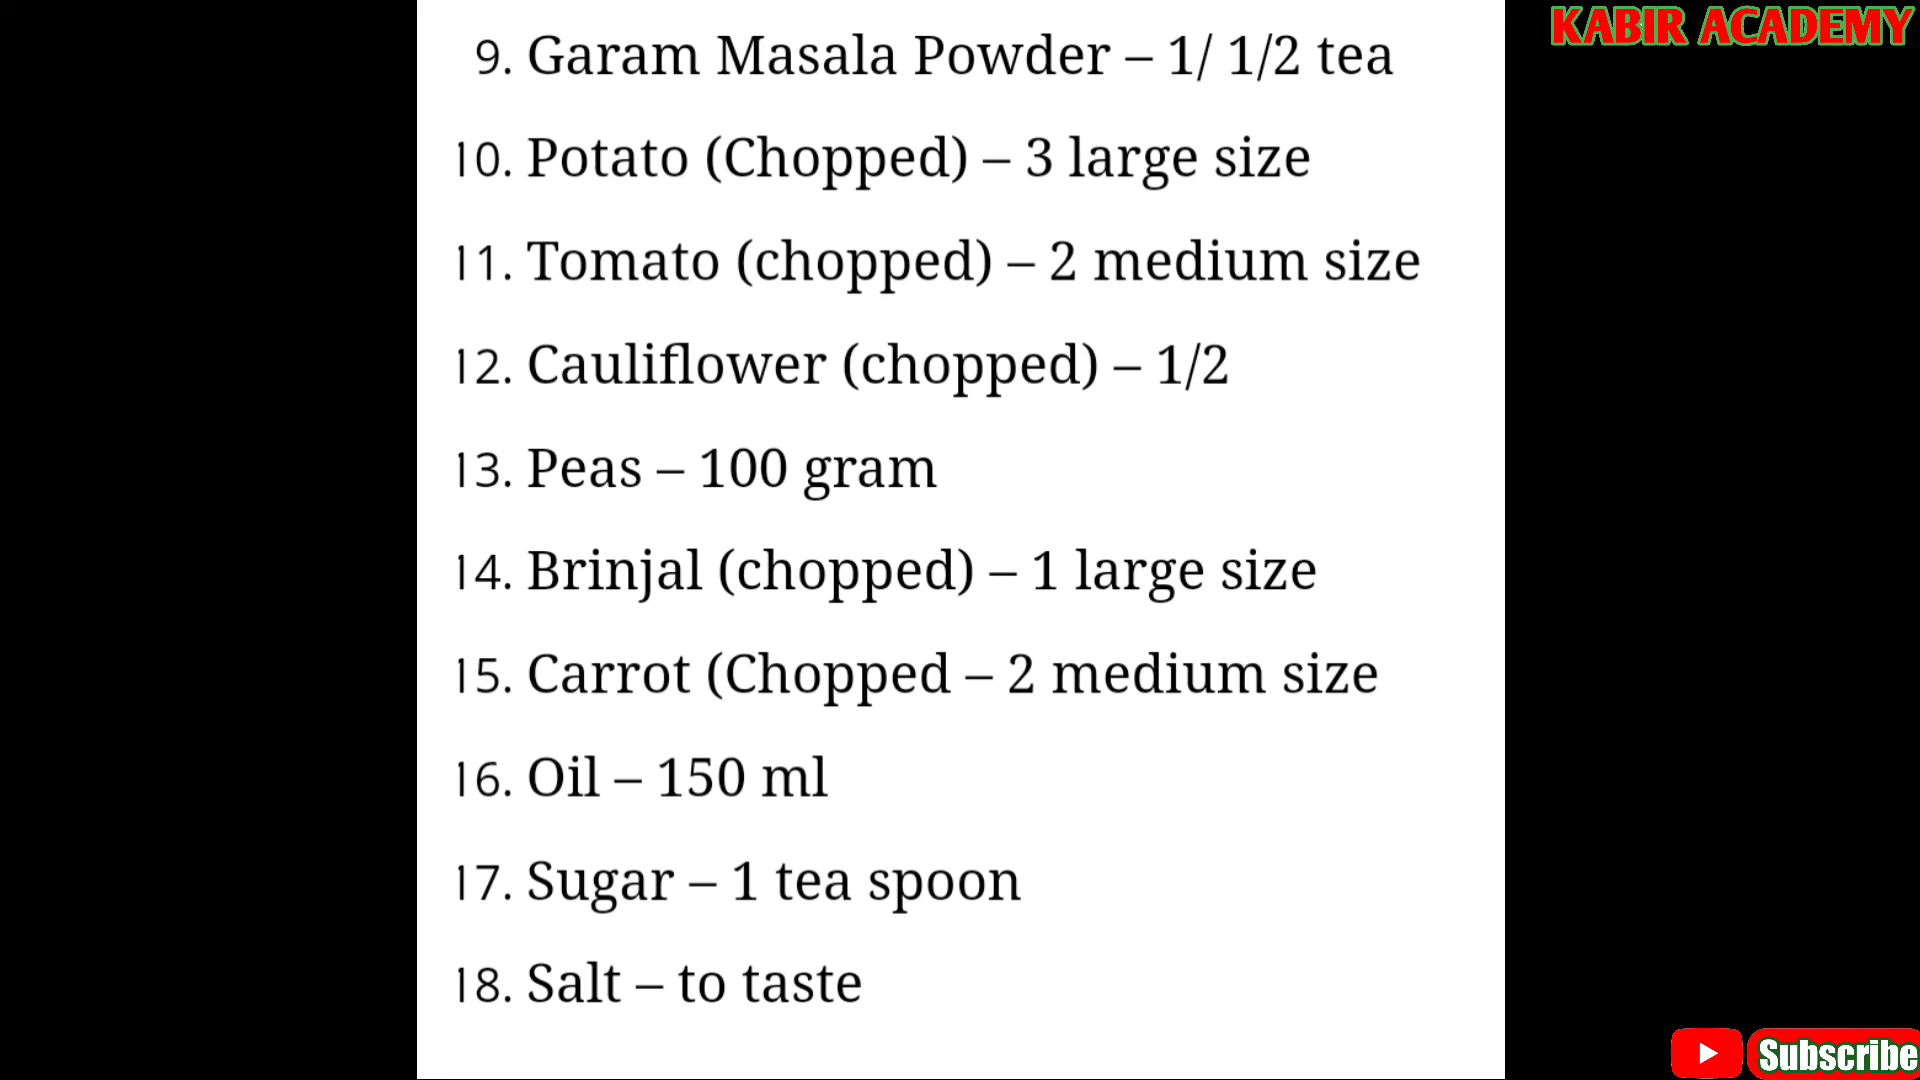 KABIR ACADEMY
9. Garam Masala Powder – 1/ 1/2 tea
10. Potato (Chopped) – 3 large size
11. Tomato (chopped) – 2 medium size
12. Cauliflower (chopped) – 1/2
13. Peas – 100 gram
14. Brinjal (chopped) – 1 large size
15. Carrot (Chopped – 2 medium size
16. Oil – 150 ml
17. Sugar – 1 tea spoon
18. Salt – to taste
Subscribe